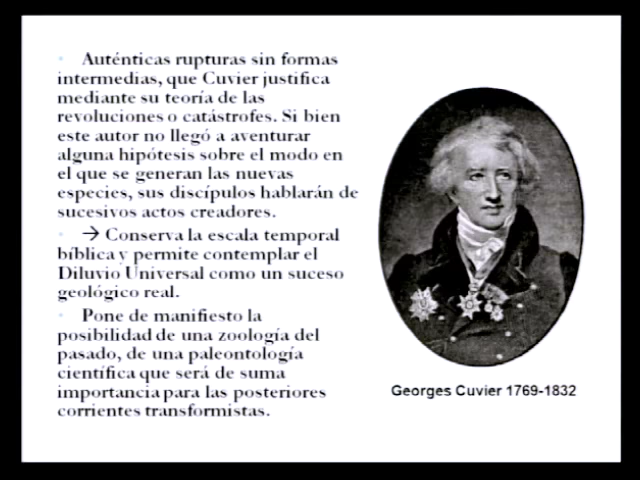 • Auténticas rupturas sin formas
intermedias, que Cuvier justifica
mediante su teoría de las
revoluciones o catástrofes. Si bien
este autor no llegó a aventurar
alguna hipótesis sobre el modo en
el que se generan las nuevas
especies, sus discípulos hablarán de
sucesivos actos creadores.
• → Conserva la escala temporal
bíblica y permite contemplar el
Diluvio Universal como un suceso
geológico real.
• Pone de manifiesto la
posibilidad de una zoología del
pasado, de una paleontología
científica que será de suma
importancia para las posteriores
corrientes transformistas.
Georges Cuvier 1769-1832